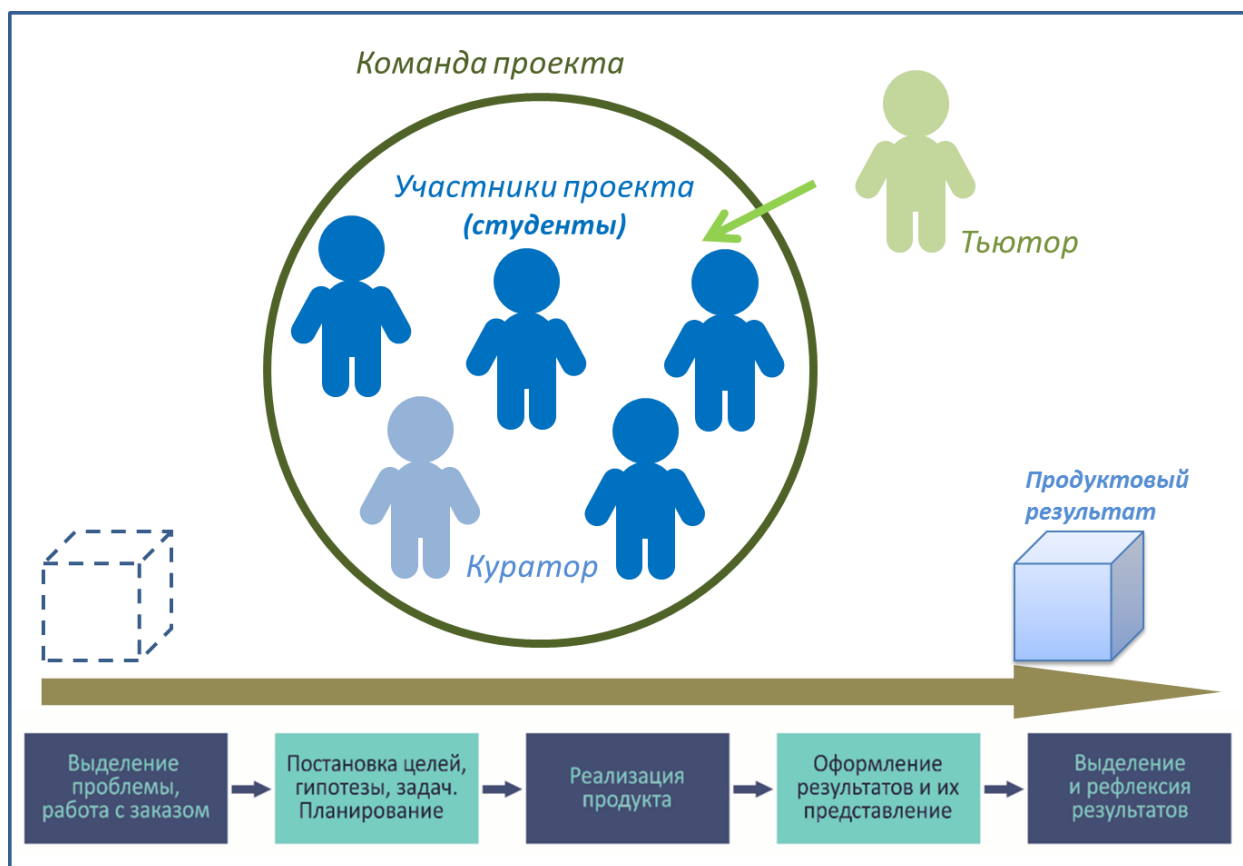 Команда проекта
Участники проекта
(студенты)
Тьютор
Куратор
Продуктовый
результат
Выделение
проблемы,
работа с заказом
Постановка целей,
гипотезы, задач.
Планирование
Реализация
продукта
Оформление
результатов и их
представление
Выделение
и рефлексия
результатов